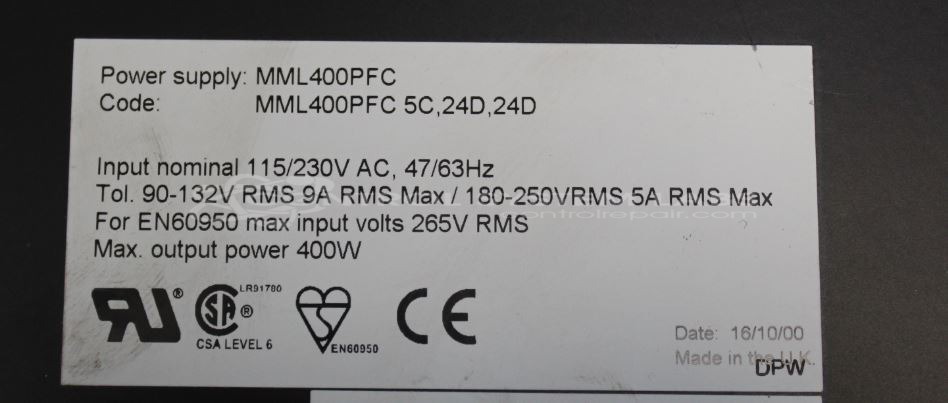 Power supply: MML400PFC
Code: MML400PFC 5C,24D,24D
Input nominal 115/230V AC, 47/63Hz
Tol. 90-132V RMS 9A RMS Max / 180-250VRMS 5A RMS Max
For EN60950 max input volts 265V RMS
Max. output power 400W
LR91780
CSA LEVEL 6
EN60950
CE
Date: 16/10/00
Made in the U.K.
DPW
controlrepair.com